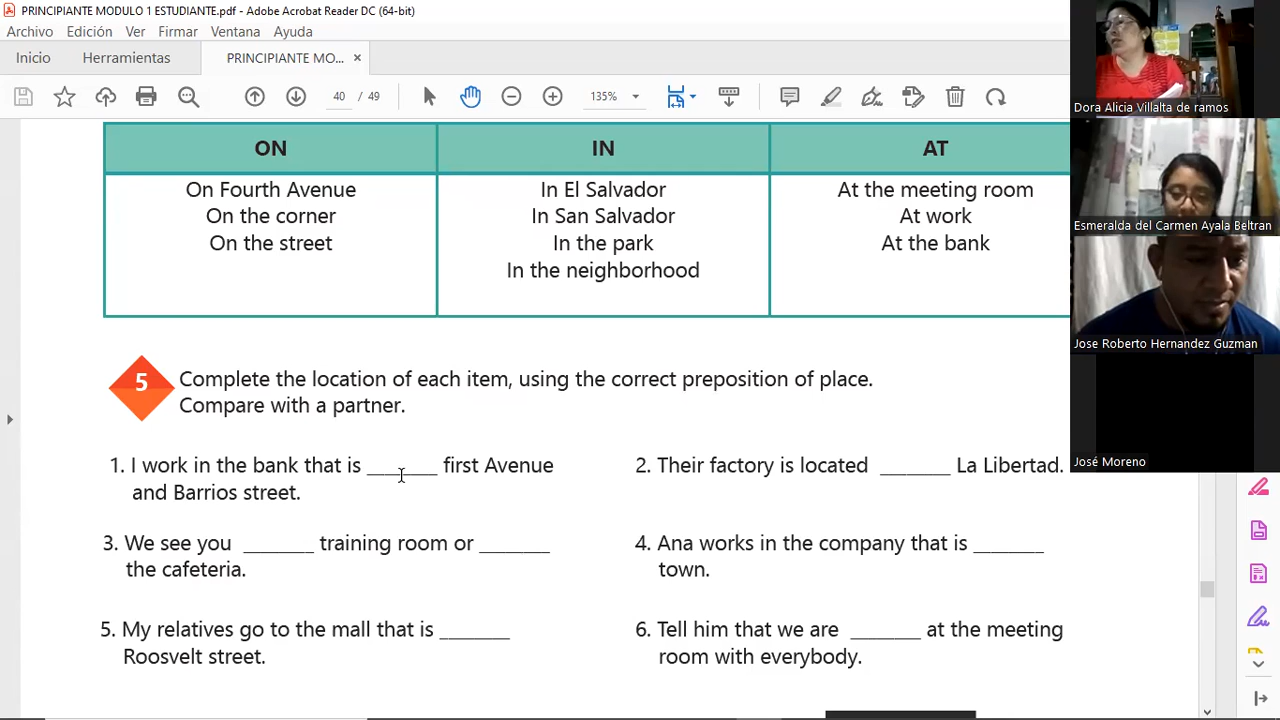 PRINCIPIANTE MODULO 1 ESTUDIANTE.pdf - Adobe Acrobat Reader DC (64-bit)
Archivo Edición Ver Firmar Ventana Ayuda
Inicio Herramientas PRINCIPIANTE MO... ×
40 / 49 135%
ON IN AT
On Fourth Avenue In El Salvador At the meeting room
On the corner In San Salvador At work
On the street In the park At the bank
In the neighborhood
5 Complete the location of each item, using the correct preposition of place.
Compare with a partner.
1. I work in the bank that is _______ first Avenue
and Barrios street.
2. Their factory is located _______ La Libertad.
3. We see you _______ training room or _______
the cafeteria.
4. Ana works in the company that is _______
town.
5. My relatives go to the mall that is _______
Roosvelt street.
6. Tell him that we are _______ at the meeting
room with everybody.
Dora Alicia Villalta de ramos
Esmeralda del Carmen Ayala Beltran
Jose Roberto Hernandez Guzman
José Moreno